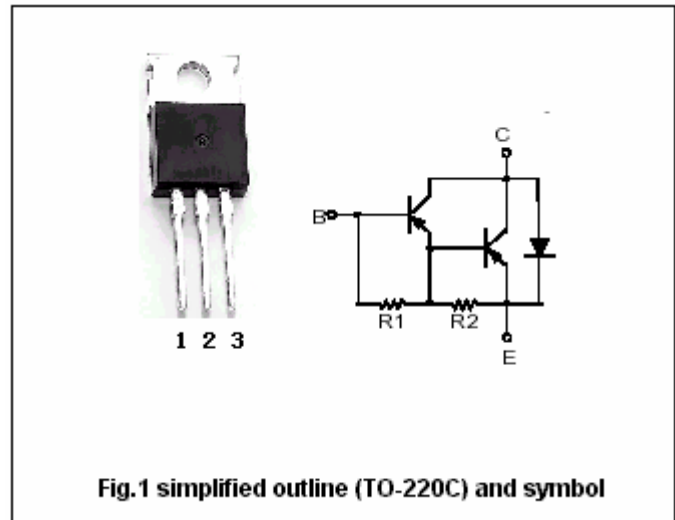 C
B
R1 R2
E
1 2 3
Fig.1 simplified outline (TO-220C) and symbol